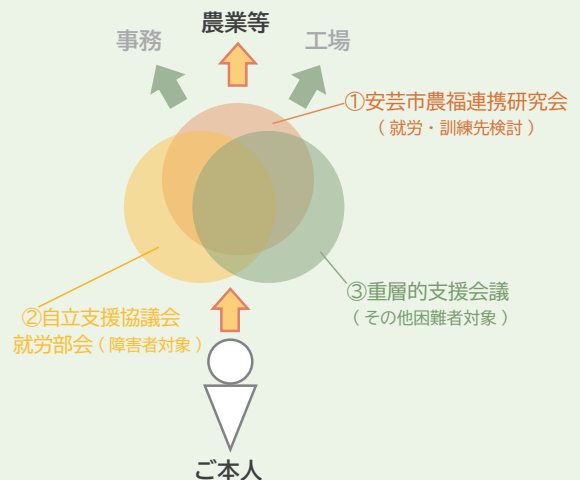 農業等
事務
工場
①安芸市農福連携研究会
（就労・訓練先検討）
③重層的支援会議
（その他困難者対象）
②自立支援協議会
就労部会（障害者対象）
ご本人